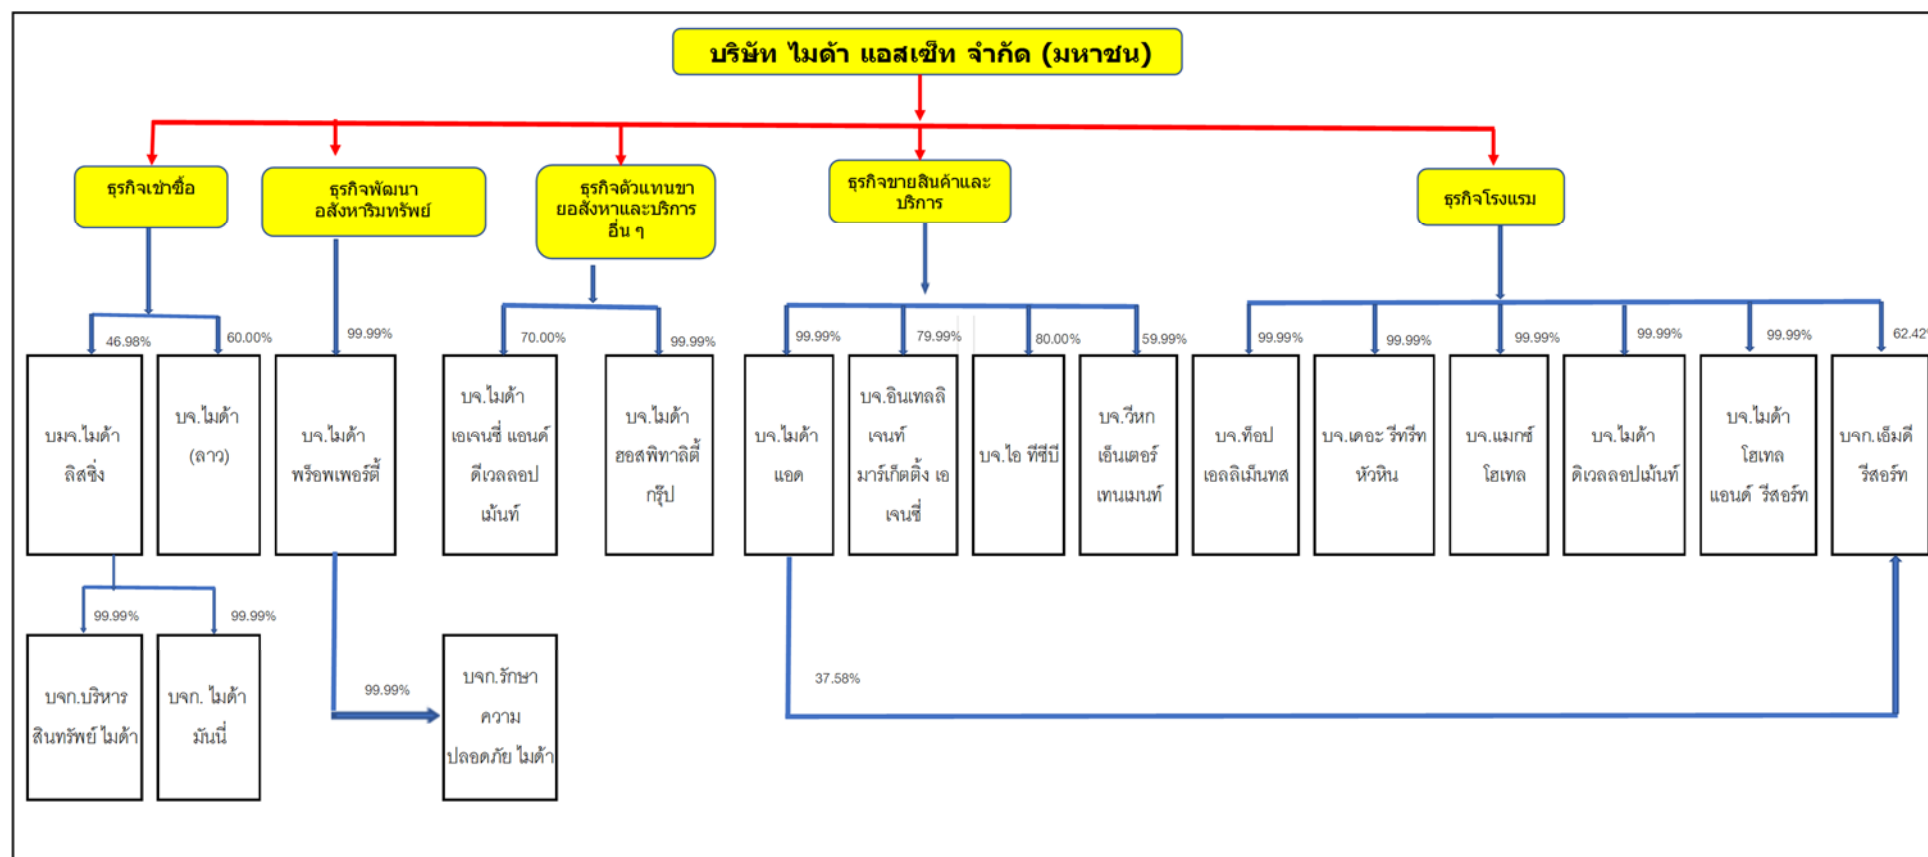 บริษัท ไมด้า แอสเซ็ท จำกัด (มหาชน)
ธุรกิจเช่าซื้อ
ธุรกิจพัฒนา
อสังหาริมทรัพย์
ธุรกิจตัวแทนขา
ยอสังหาและบริการ
อื่น ๆ
ธุรกิจขายสินค้าและ
บริการ
ธุรกิจโรงแรม
46.98%
60.00%
99.99%
70.00%
99.99%
99.99%
79.99%
80.00%
59.99%
99.99%
99.99%
99.99%
99.99%
99.99%
62.42%
บมจ.ไมด้า
ลิสซิ่ง
บจ.ไมด้า
(ลาว)
บจ.ไมด้า
พร็อพเพอร์ตี้
บจ.ไมด้า
เอเจนซี่ แอนด์
ดีเวลลอป
เม้นท์
บจ.ไมด้า
ฮอสพิทาลิตี้
กรุ๊ป
บจ.ไมด้า
แอด
บจ.อินเทลลิ
เจนท์
มาร์เก็ตติ้ง เอ
เจนซี่
บจ.ไอ ทีซีบี
บจ.วีหก
เอ็นเตอร์
เทนเมนท์
บจ.ท็อป
เอลลิเม็นทส
บจ.เดอะ รีทรีท
หัวหิน
บจ.แมกซ์
โฮเทล
บจ.ไมด้า
ดิเวลลอปเม้นท์
บจ.ไมด้า
โฮเทล
แอนด์ รีสอร์ท
บจก.เอ็มดี
รีสอร์ท
99.99%
99.99%
99.99%
37.58%
บจก.บริหาร
สินทรัพย์ ไมด้า
บจก. ไมด้า
มันนี่
บจก.รักษา
ความ
ปลอดภัย ไมด้า